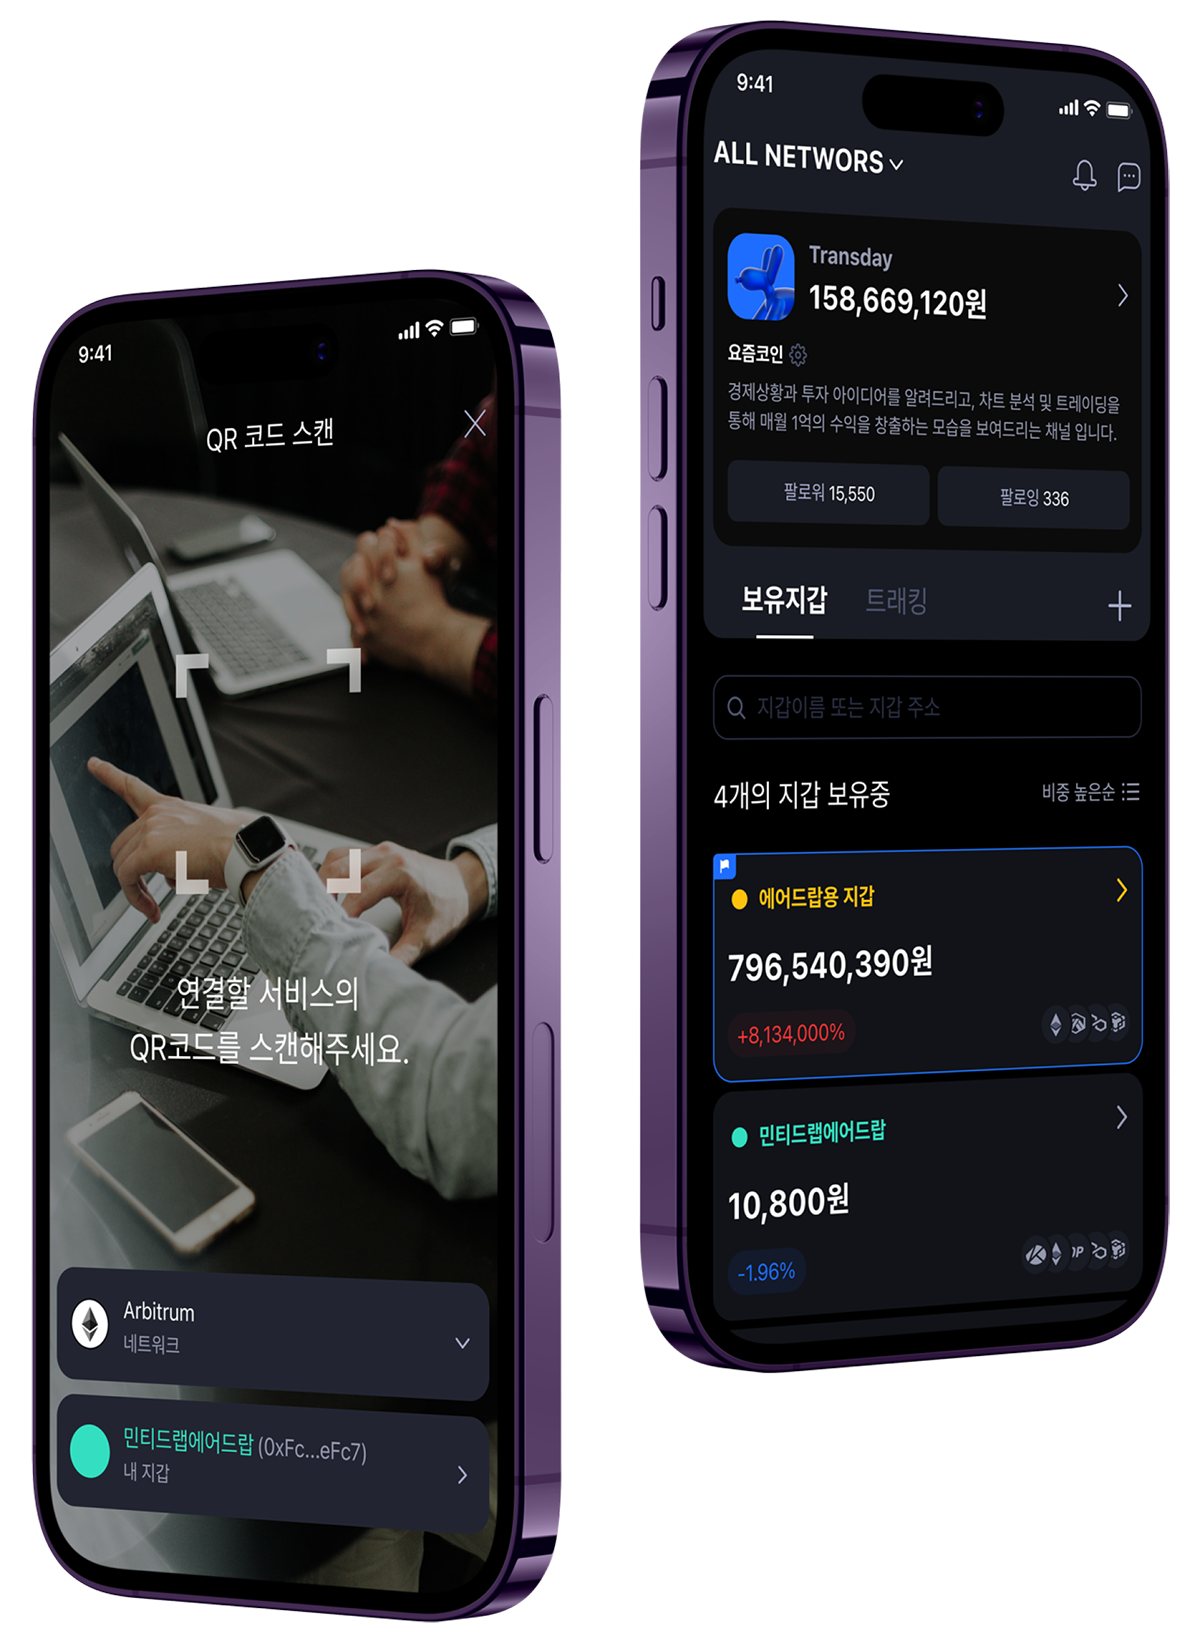 9:41
QR 코드 스캔
연결할 서비스의
QR코드를 스캔해주세요.
Arbitrum
네트워크
민티드랩에어드랍 (0xFc...eFc7)
내 지갑
9:41
ALL NETWORS
Transday
158,669,120원
요즘코인
경제상황과 투자 아이디어를 알려드리고, 차트 분석 및 트레이딩을
통해 매월 1억의 수익을 창출하는 모습을 보여드리는 채널 입니다.
팔로워 15,550
팔로잉 336
보유지갑
트래킹
지갑이름 또는 지갑 주소
4개의 지갑 보유중
비중 높은순
에어드랍용 지갑
796,540,390원
+8,134,000%
민티드랩에어드랍
10,800원
-1.96%